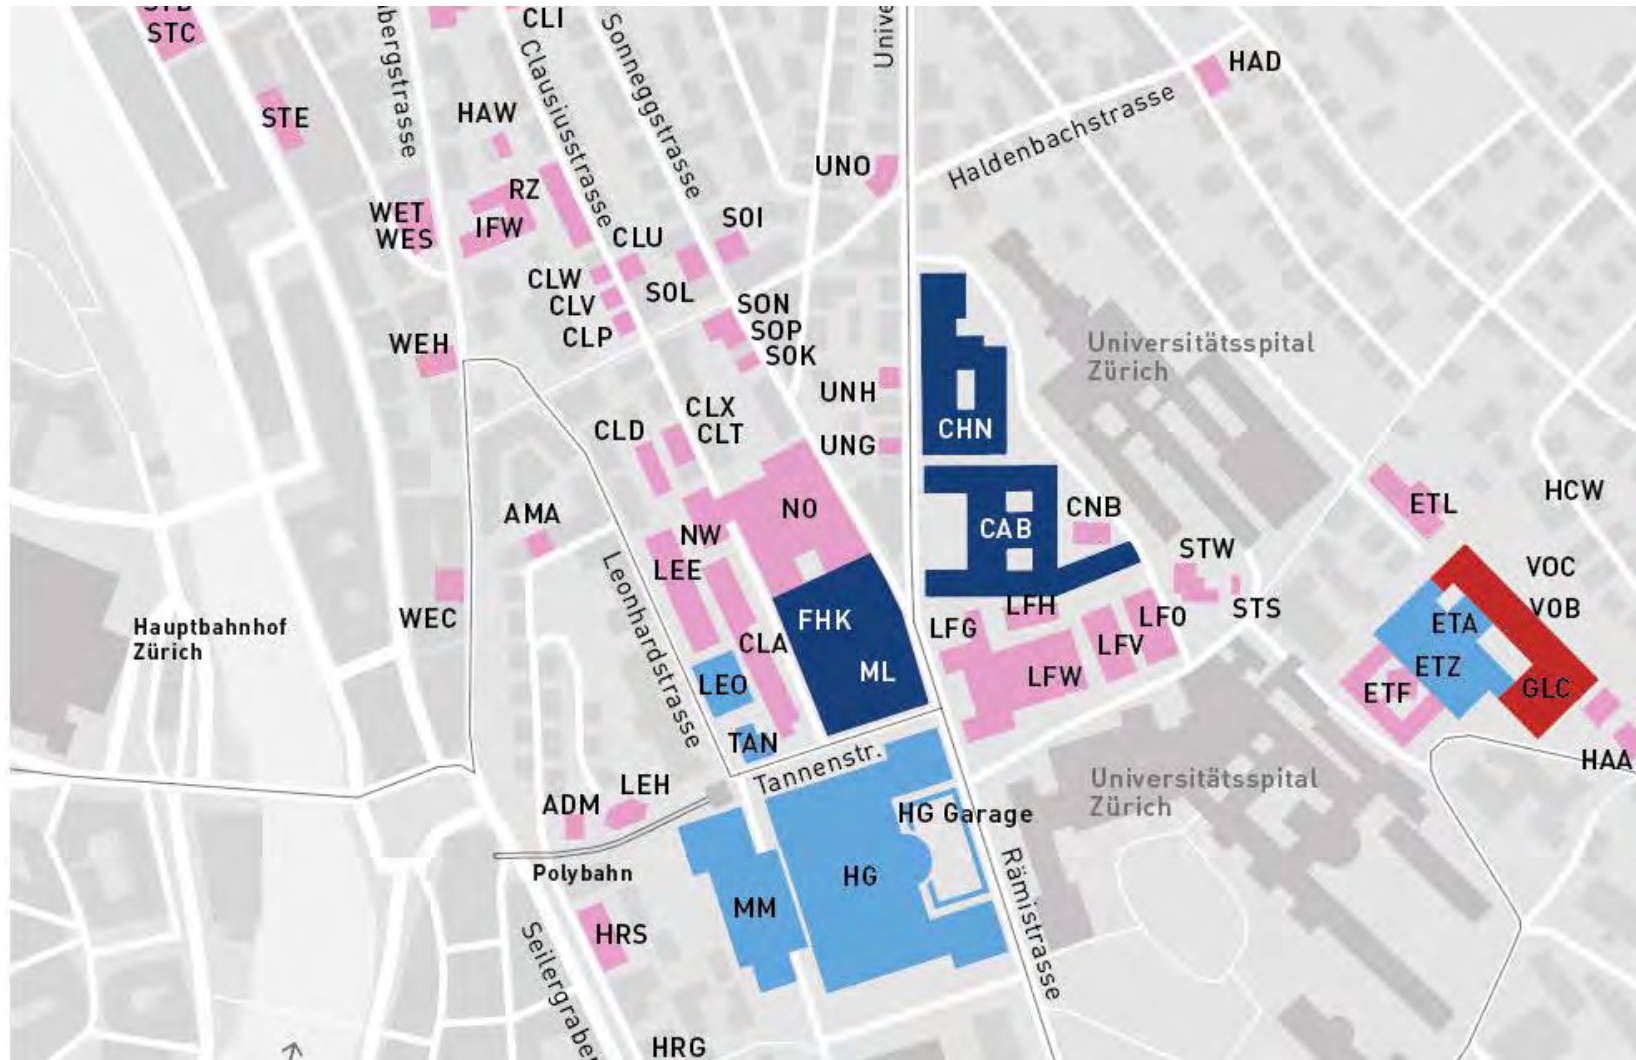 STC
CLI
bergstrasse
Clausiusstrasse
Sonneggstrasse
Unive
HAD
STE
HAW
Haldenbachstrasse
UNO
RZ
WET
WES
IFW
SOI
CLU
CLW
SOL
CLV
SON
CLP
SOP
SOK
WEH
Universitätsspital
Zürich
UNH
CLX
CLD
CLT
CHN
UNG
ETL
HCW
AMA
NO
CNB
NW
CAB
STW
LEE
VOC
Leonhardstrasse
WEC
LFH
STS
VOB
Hauptbahnhof
Zürich
FHK
LFG
LFO
ETA
CLA
LFV
ML
LFW
ETZ
LEO
ETF
GLC
TAN
Tannenstr.
HAA
LEH
ADM
Universitätsspital
Zürich
HG Garage
Polybahn
HG
Rämistrasse
MM
HRS
Seilergraben
HRG